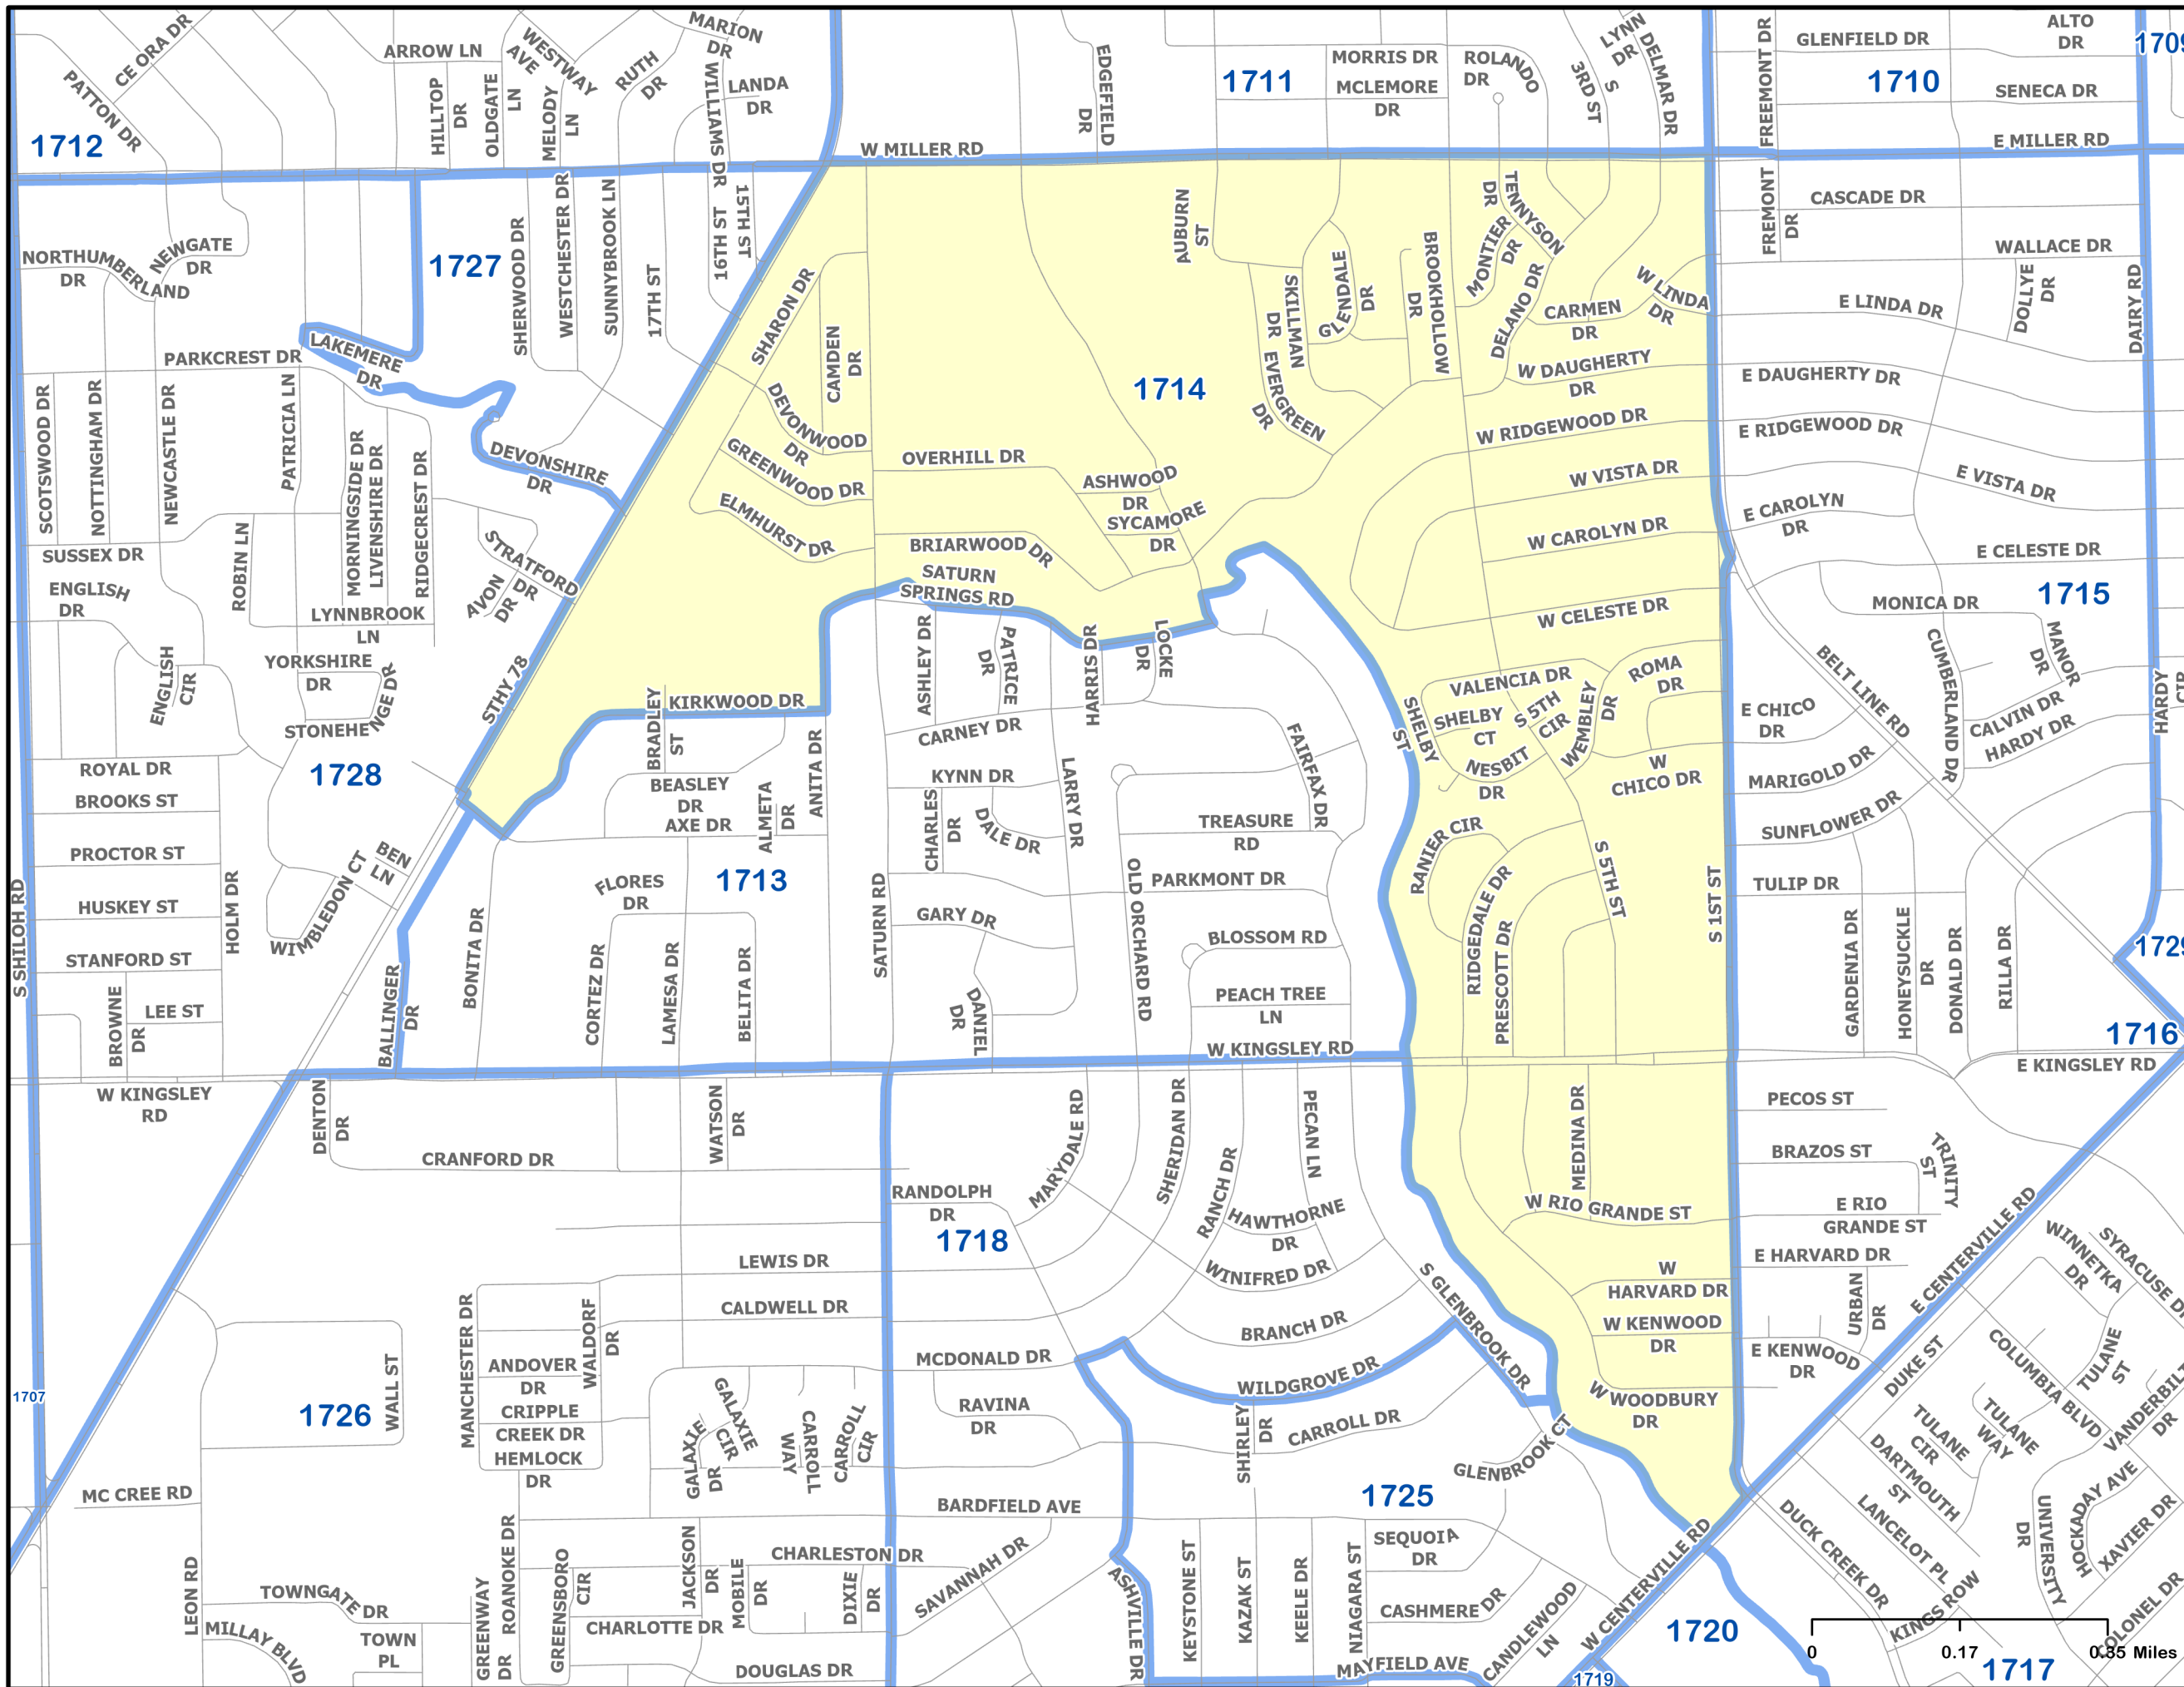 CE ORA DR
PATTON DR
1712
ARROW LN
HILLTOP
DR
OLDGATE
LN
WESTWAY
AVE
MELODY
LN
RUTH
DR
MARION
DR
WILLIAMS DR
LANDA
DR
W MILLER RD
EDGEFIELD
DR
1711
MORRIS DR
MCLEMORE
DR
ROLANDO
DR
3RD ST
S
LYNN
DR
DELMAR DR
FREEMONT DR
GLENFIELD DR
ALTO
DR
1709
1710
SENECA DR
E MILLER RD
NORTHUMBERLAND
DR
NEWGATE
DR
1727
SHERWOOD DR
WESTCHESTER DR
SUNNYBROOK LN
17TH ST
16TH ST
15TH ST
LAKEMERE
DR
PARKCREST DR
SHARON DR
CAMDEN
DR
DEVONWOOD
DR
GREENWOOD DR
ELMHURST DR
OVERHILL DR
1714
ASHWOOD
DR
SYCAMORE
DR
BRIARWOOD DR
SATURN
SPRINGS RD
AUBURN
ST
SKILLMAN
DR
EVERGREEN
DR
GLENDALE
DR
BROOKHOLLOW
DR
MONTIER
DR
TENNYSON
DR
DELANO DR
CARMEN
DR
W LINDA
DR
W DAUGHERTY
DR
W RIDGEWOOD DR
W VISTA DR
W CAROLYN DR
W CELESTE DR
FREMONT
DR
CASCADE DR
WALLACE DR
DOLLYE
DR
DAIRY RD
E LINDA DR
E DAUGHERTY DR
E RIDGEWOOD DR
E VISTA DR
E CAROLYN
DR
E CELESTE DR
1715
MONICA DR
MANOR
DR
CUMBERLAND DR
CALVIN DR
HARDY DR
HARDY
CIR
BELT LINE RD
E CHICO
DR
MARIGOLD DR
SUNFLOWER DR
TULIP DR
GARDENIA DR
HONEYSUCKLE
DR
DONALD DR
RILLA DR
1729
1716
E KINGSLEY RD
SCOTSWOOD DR
NOTTINGHAM DR
NEWCASTLE DR
PATRICIA LN
MORNINGSIDE DR
LIVENSHIRE DR
RIDGECREST DR
DEVONSHIRE
DR
STRATFORD
DR
AVON
DR
SUSSEX DR
ENGLISH
DR
ROBIN LN
LYNNBROOK
LN
YORKSHIRE
DR
STONEHENGE DR
ENGLISH
CIR
STHY 78
ROYAL DR
1728
BROOKS ST
PROCTOR ST
HUSKEY ST
STANFORD ST
HOLM DR
BROWNE
DR
LEE ST
S SHILOH RD
WIMBLEDON CT
BEN
LN
BALLINGER
DR
W KINGSLEY
RD
KIRKWOOD DR
BRADLEY
ST
BEASLEY
DR
AXE DR
ALMETA
DR
ANITA DR
1713
FLORES
DR
BONITA DR
CORTEZ DR
LAMESA DR
BELITA DR
SATURN RD
ASHLEY DR
PATRICE
DR
HARRIS DR
LOCKE
DR
CARNEY DR
KYNN DR
LARRY DR
CHARLES
DR
DALE DR
GARY DR
DANIEL
DR
FAIRFAX DR
TREASURE
RD
PARKMONT DR
OLD ORCHARD RD
BLOSSOM RD
PEACH TREE
LN
W KINGSLEY RD
SHELBY
ST
VALENCIA DR
SHELBY
CT
S 5TH
CIR
NESBIT
DR
WEMBLEY
DR
ROMA
DR
W
CHICO DR
RANIER CIR
RIDGEDALE DR
PRESCOTT DR
S 5TH ST
S 1ST ST
DENTON
DR
WATSON
DR
CRANFORD DR
RANDOLPH
DR
1718
MARYDALE RD
SHERIDAN DR
RANCH DR
PECAN LN
HAWTHORNE
DR
WINIFRED DR
BRANCH DR
S GLENBROOK DR
WILDGROVE DR
MEDINA DR
W RIO GRANDE ST
W
HARVARD DR
W KENWOOD
DR
W WOODBURY
DR
PECOS ST
BRAZOS ST
TRINITY
ST
E RIO
GRANDE ST
E HARVARD DR
URBAN
DR
E KENWOOD
DR
E CENTERVILLE RD
DUKE ST
WINNETKA
DR
SYRACUSE DR
COLUMBIA BLVD
TULANE
ST
VANDERBILT
DR
TULANE
CIR
TULANE
WAY
DARTMOUTH
ST
LANCELOT PL
DUCK CREEK DR
KINGS ROW
UNIVERSITY
DR
HOCKADAY AVE
XAVIER DR
COLONEL DR
LEWIS DR
CALDWELL DR
MANCHESTER DR
WALDORF
DR
ANDOVER
DR
CRIPPLE
CREEK DR
HEMLOCK
DR
1707
1726
WALL ST
MC CREE RD
LEON RD
TOWNGATE DR
MILLAY BLVD
TOWN
PL
GREENWAY
DR
ROANOKE DR
GREENSBORO
CIR
JACKSON
DR
MOBILE
DR
CHARLESTON DR
DIXIE
DR
CHARLOTTE DR
DOUGLAS DR
GALAXIE
DR
GALAXIE
CIR
CARROLL
WAY
CARROLL
CIR
MCDONALD DR
RAVINA
DR
BARDFIELD AVE
SAVANNAH DR
ASHVILLE DR
SHIRLEY
DR
CARROLL DR
GLENBROOK CT
1725
KEYSTONE ST
KAZAK ST
KEELE DR
NIAGARA ST
SEQUOIA
DR
CASHMERE DR
CANDLEWOOD
LN
MAYFIELD AVE
W CENTERVILLE RD
1719
1720
1717
0
0.17
0.35 Miles